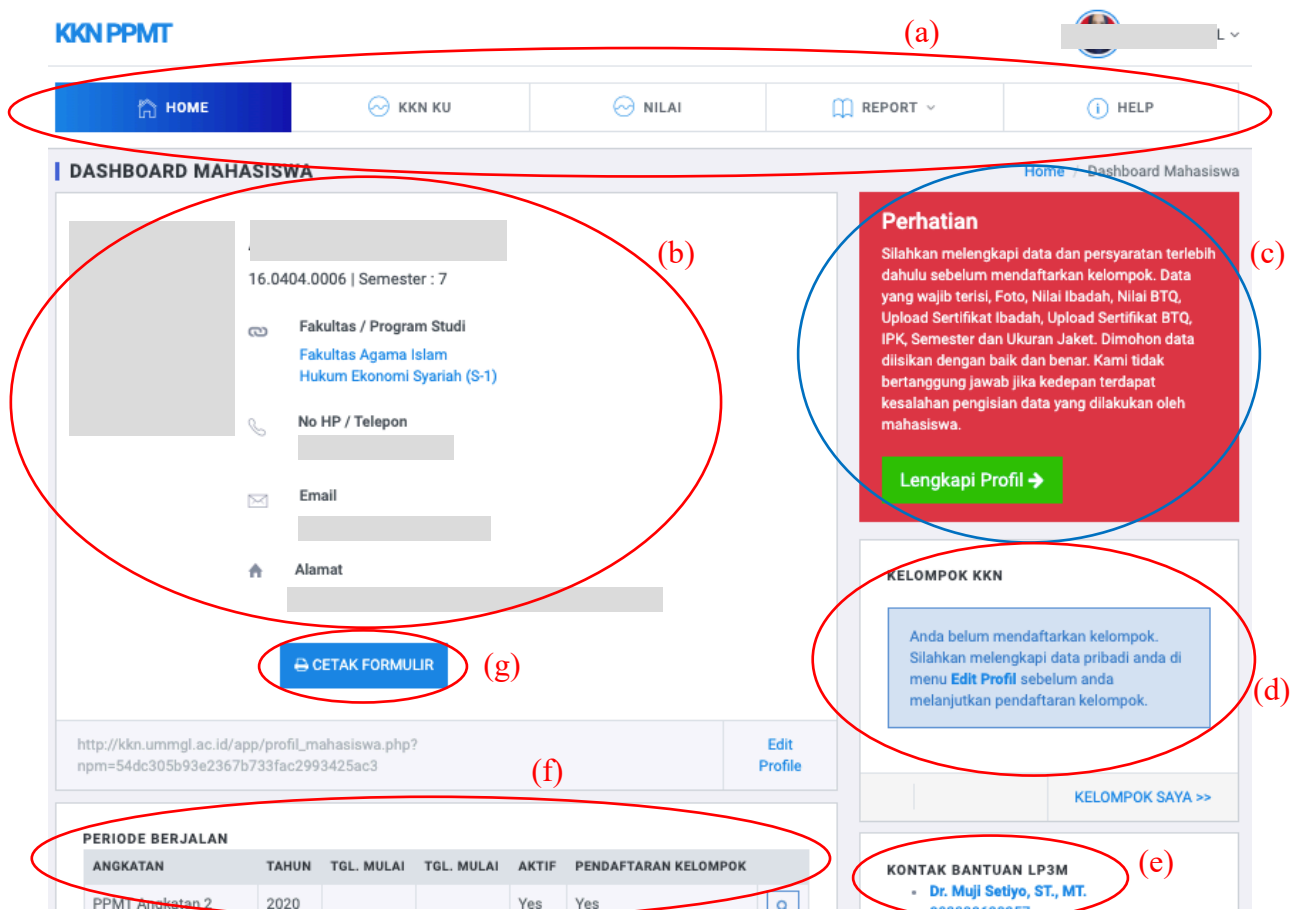 KKN PPMT
(a)
L
HOME
KKN KU
NILAI
REPORT
HELP
DASHBOARD MAHASISWA
Home / Dashboard Mahasiswa
16.0404.0006 | Semester : 7
(b)
Fakultas / Program Studi
Fakultas Agama Islam
Hukum Ekonomi Syariah (S-1)
No HP / Telepon
Email
Alamat
CETAK FORMULIR
(g)
http://kkn.ummgl.ac.id/app/profil_mahasiswa.php?
npm=54dc305b93e2367b733fac2993425ac3
Edit
Profile
(f)
PERIODE BERJALAN
ANGKATAN TAHUN TGL. MULAI TGL. MULAI AKTIF PENDAFTARAN KELOMPOK
PPMT Angkatan 2 2020 Yes Yes
Perhatian
(c)
Silahkan melengkapi data dan persyaratan terlebih
dahulu sebelum mendaftarkan kelompok. Data
yang wajib terisi, Foto, Nilai Ibadah, Nilai BTQ,
Upload Sertifikat Ibadah, Upload Sertifikat BTQ,
IPK, Semester dan Ukuran Jaket. Dimohon data
diisikan dengan baik dan benar. Kami tidak
bertanggung jawab jika kedepan terdapat
kesalahan pengisian data yang dilakukan oleh
mahasiswa.
Lengkapi Profil
KELOMPOK KKN
Anda belum mendaftarkan kelompok.
Silahkan melengkapi data pribadi anda di
menu Edit Profil sebelum anda
melanjutkan pendaftaran kelompok.
(d)
KELOMPOK SAYA >>
KONTAK BANTUAN LP3M
(e)
- Dr. Muji Setiyo, ST., MT.